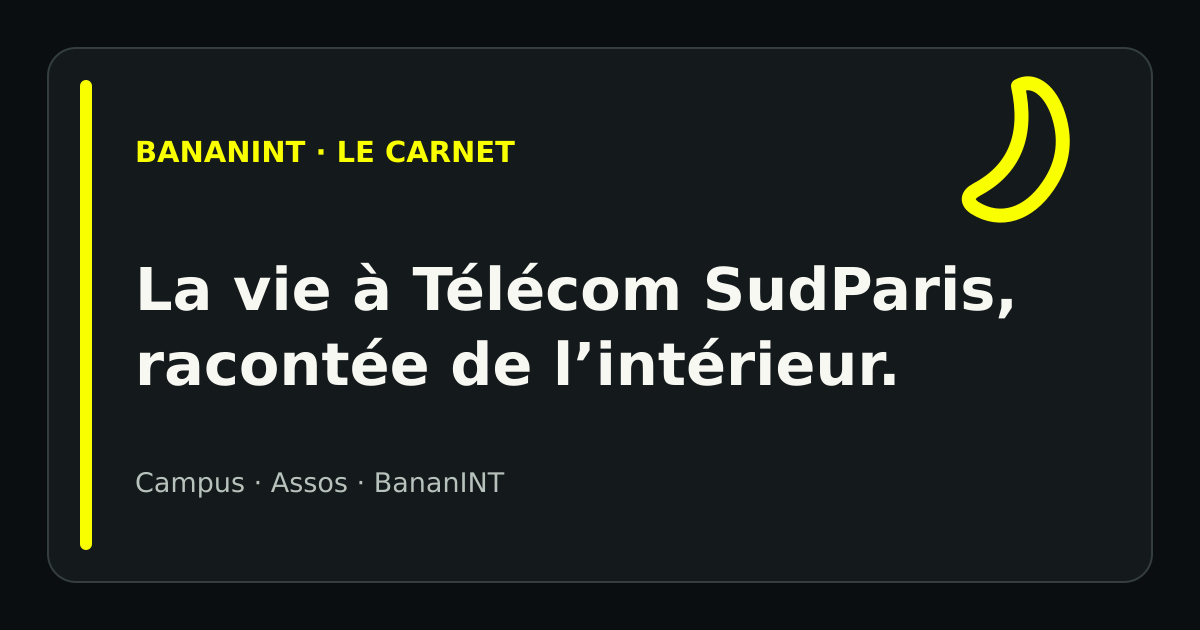 BANANINT · LE CARNET
La vie à Télécom SudParis,
racontée de l’intérieur.
Campus · Assos · BananINT